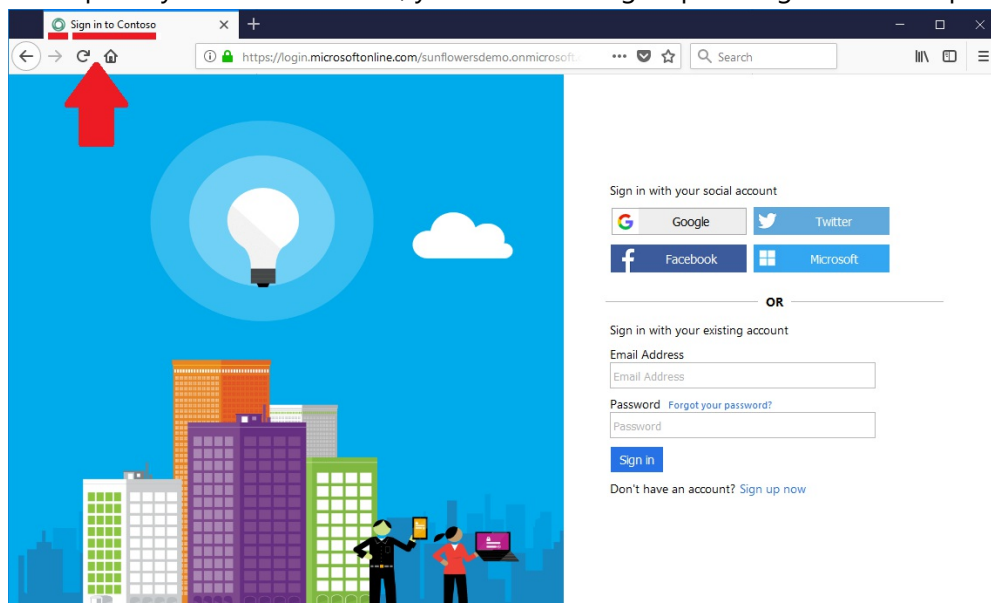 Sign in to Contoso
https://login.microsoftonline.com/sunflowersdemo.onmicrosoft.
Search
Sign in with your social account
Google
Twitter
Facebook
Microsoft
OR
Sign in with your existing account
Email Address
Email Address
Password Forgot your password?
Password
Sign in
Don't have an account? Sign up now